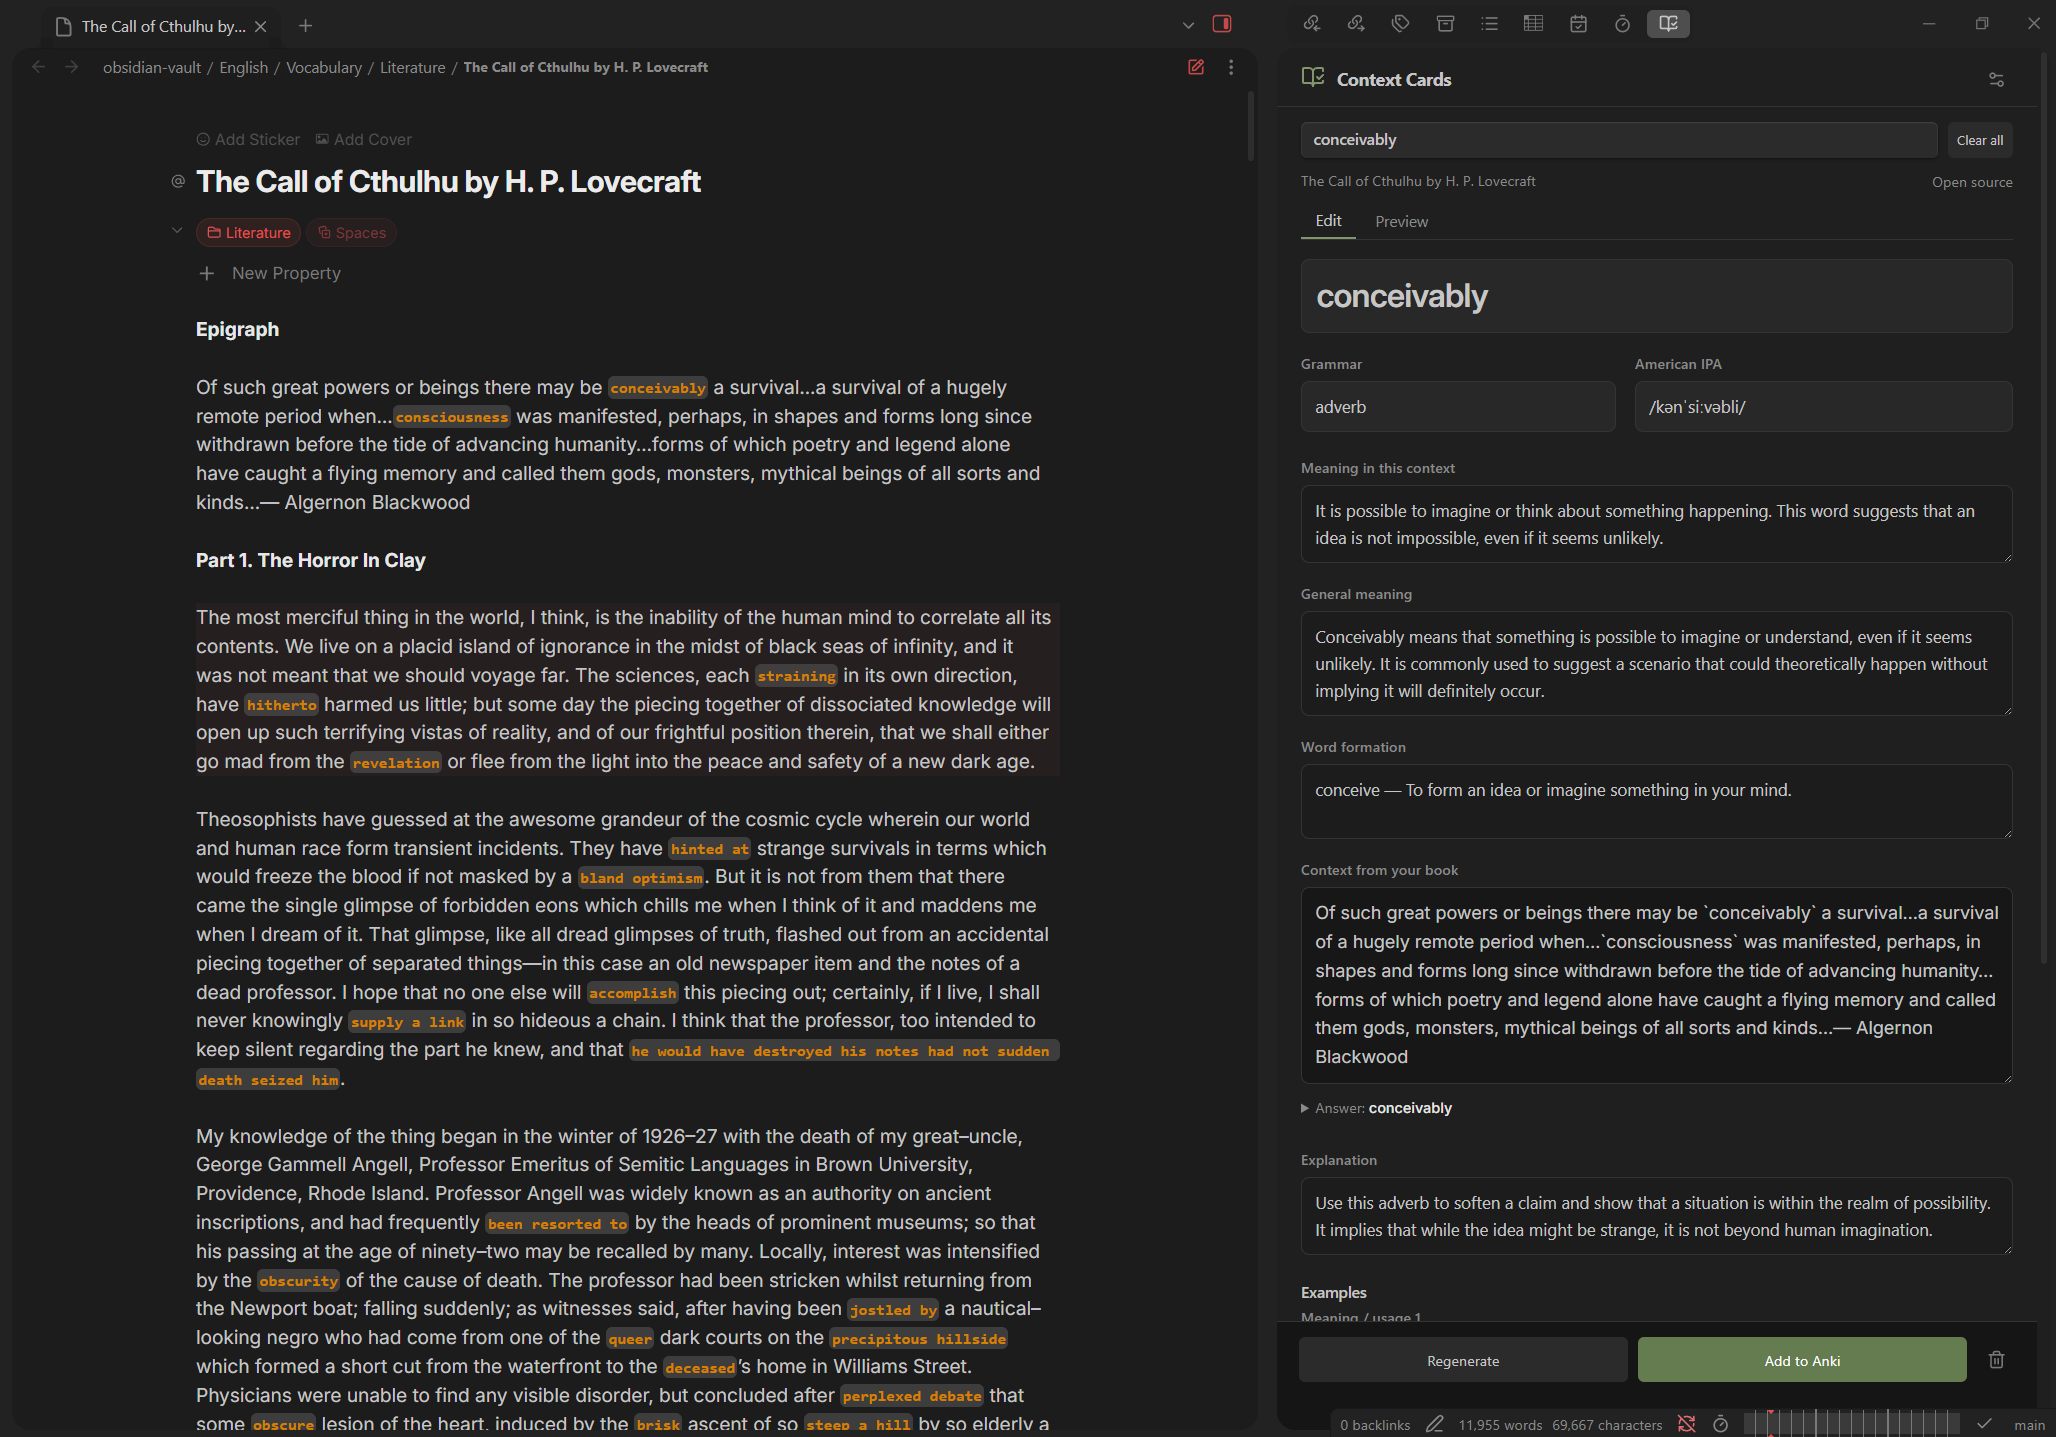 The Call of Cthulhu by...
obsidian-vault / English / Vocabulary / Literature / The Call of Cthulhu by H. P. Lovecraft
Add Sticker Add Cover
@ The Call of Cthulhu by H. P. Lovecraft
Literature Spaces
New Property
Epigraph
Of such great powers or beings there may be conceivably a survival...a survival of a hugely
remote period when...consciousness was manifested, perhaps, in shapes and forms long since
withdrawn before the tide of advancing humanity...forms of which poetry and legend alone
have caught a flying memory and called them gods, monsters, mythical beings of all sorts and
kinds...— Algernon Blackwood
Part 1. The Horror In Clay
The most merciful thing in the world, I think, is the inability of the human mind to correlate all its
contents. We live on a placid island of ignorance in the midst of black seas of infinity, and it
was not meant that we should voyage far. The sciences, each straining in its own direction,
have hitherto harmed us little; but some day the piecing together of dissociated knowledge will
open up such terrifying vistas of reality, and of our frightful position therein, that we shall either
go mad from the revelation or flee from the light into the peace and safety of a new dark age.
Theosophists have guessed at the awesome grandeur of the cosmic cycle wherein our world
and human race form transient incidents. They have hinted at strange survivals in terms which
would freeze the blood if not masked by a bland optimism. But it is not from them that there
came the single glimpse of forbidden eons which chills me when I think of it and maddens me
when I dream of it. That glimpse, like all dread glimpses of truth, flashed out from an accidental
piecing together of separated things—in this case an old newspaper item and the notes of a
dead professor. I hope that no one else will accomplish this piecing out; certainly, if I live, I shall
never knowingly supply a link in so hideous a chain. I think that the professor, too intended to
keep silent regarding the part he knew, and that he would have destroyed his notes had not sudden
death seized him.
My knowledge of the thing began in the winter of 1926–27 with the death of my great–uncle,
George Gammell Angell, Professor Emeritus of Semitic Languages in Brown University,
Providence, Rhode Island. Professor Angell was widely known as an authority on ancient
inscriptions, and had frequently been resorted to by the heads of prominent museums; so that
his passing at the age of ninety–two may be recalled by many. Locally, interest was intensified
by the obscurity of the cause of death. The professor had been stricken whilst returning from
the Newport boat; falling suddenly; as witnesses said, after having been jostled by a nautical–
looking negro who had come from one of the queer dark courts on the precipitous hillside
which formed a short cut from the waterfront to the deceased's home in Williams Street.
Physicians were unable to find any visible disorder, but concluded after perplexed debate that
some obscure lesion of the heart, induced by the brisk ascent of so steep a hill by so elderly a
Context Cards
conceivably Clear all
The Call of Cthulhu by H. P. Lovecraft Open source
Edit Preview
conceivably
Grammar American IPA
adverb /kənˈsiːvəbli/
Meaning in this context
It is possible to imagine or think about something happening. This word suggests that an
idea is not impossible, even if it seems unlikely.
General meaning
Conceivably means that something is possible to imagine or understand, even if it seems
unlikely. It is commonly used to suggest a scenario that could theoretically happen without
implying it will definitely occur.
Word formation
conceive — To form an idea or imagine something in your mind.
Context from your book
Of such great powers or beings there may be `conceivably` a survival...a survival
of a hugely remote period when...`consciousness` was manifested, perhaps, in
shapes and forms long since withdrawn before the tide of advancing humanity...
forms of which poetry and legend alone have caught a flying memory and called
them gods, monsters, mythical beings of all sorts and kinds...— Algernon
Blackwood
Answer: conceivably
Explanation
Use this adverb to soften a claim and show that a situation is within the realm of possibility.
It implies that while the idea might be strange, it is not beyond human imagination.
Examples
Meaning / usage 1
Regenerate Add to Anki
0 backlinks 11,955 words 69,667 characters main